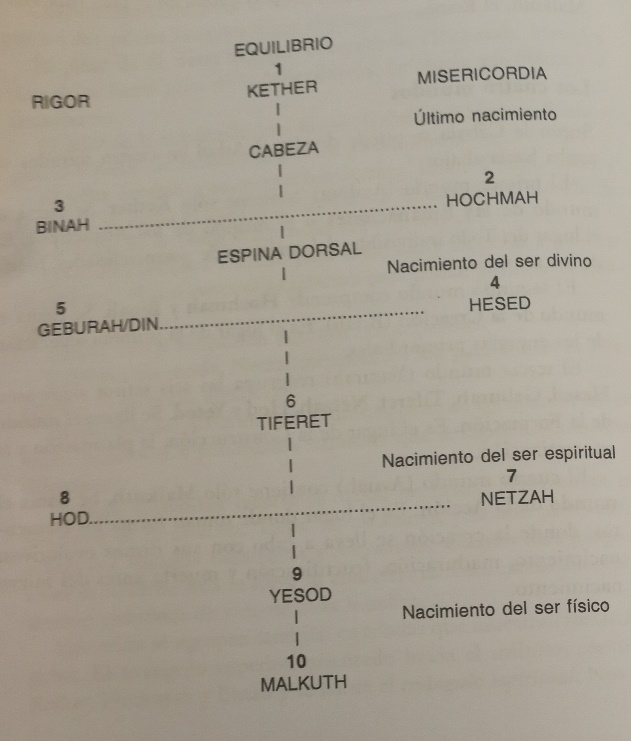 EQUILIBRIO
1
RIGOR KETHER MISERICORDIA
Último nacimiento
CABEZA
3 2
BINAH HOCHMAH
ESPINA DORSAL
Nacimiento del ser divino
5 4
GEBURAH/DIN HESED
6
TIFERET
Nacimiento del ser espiritual
8 7
HOD NETZAH
9
YESOD
Nacimiento del ser físico
10
MALKUTH